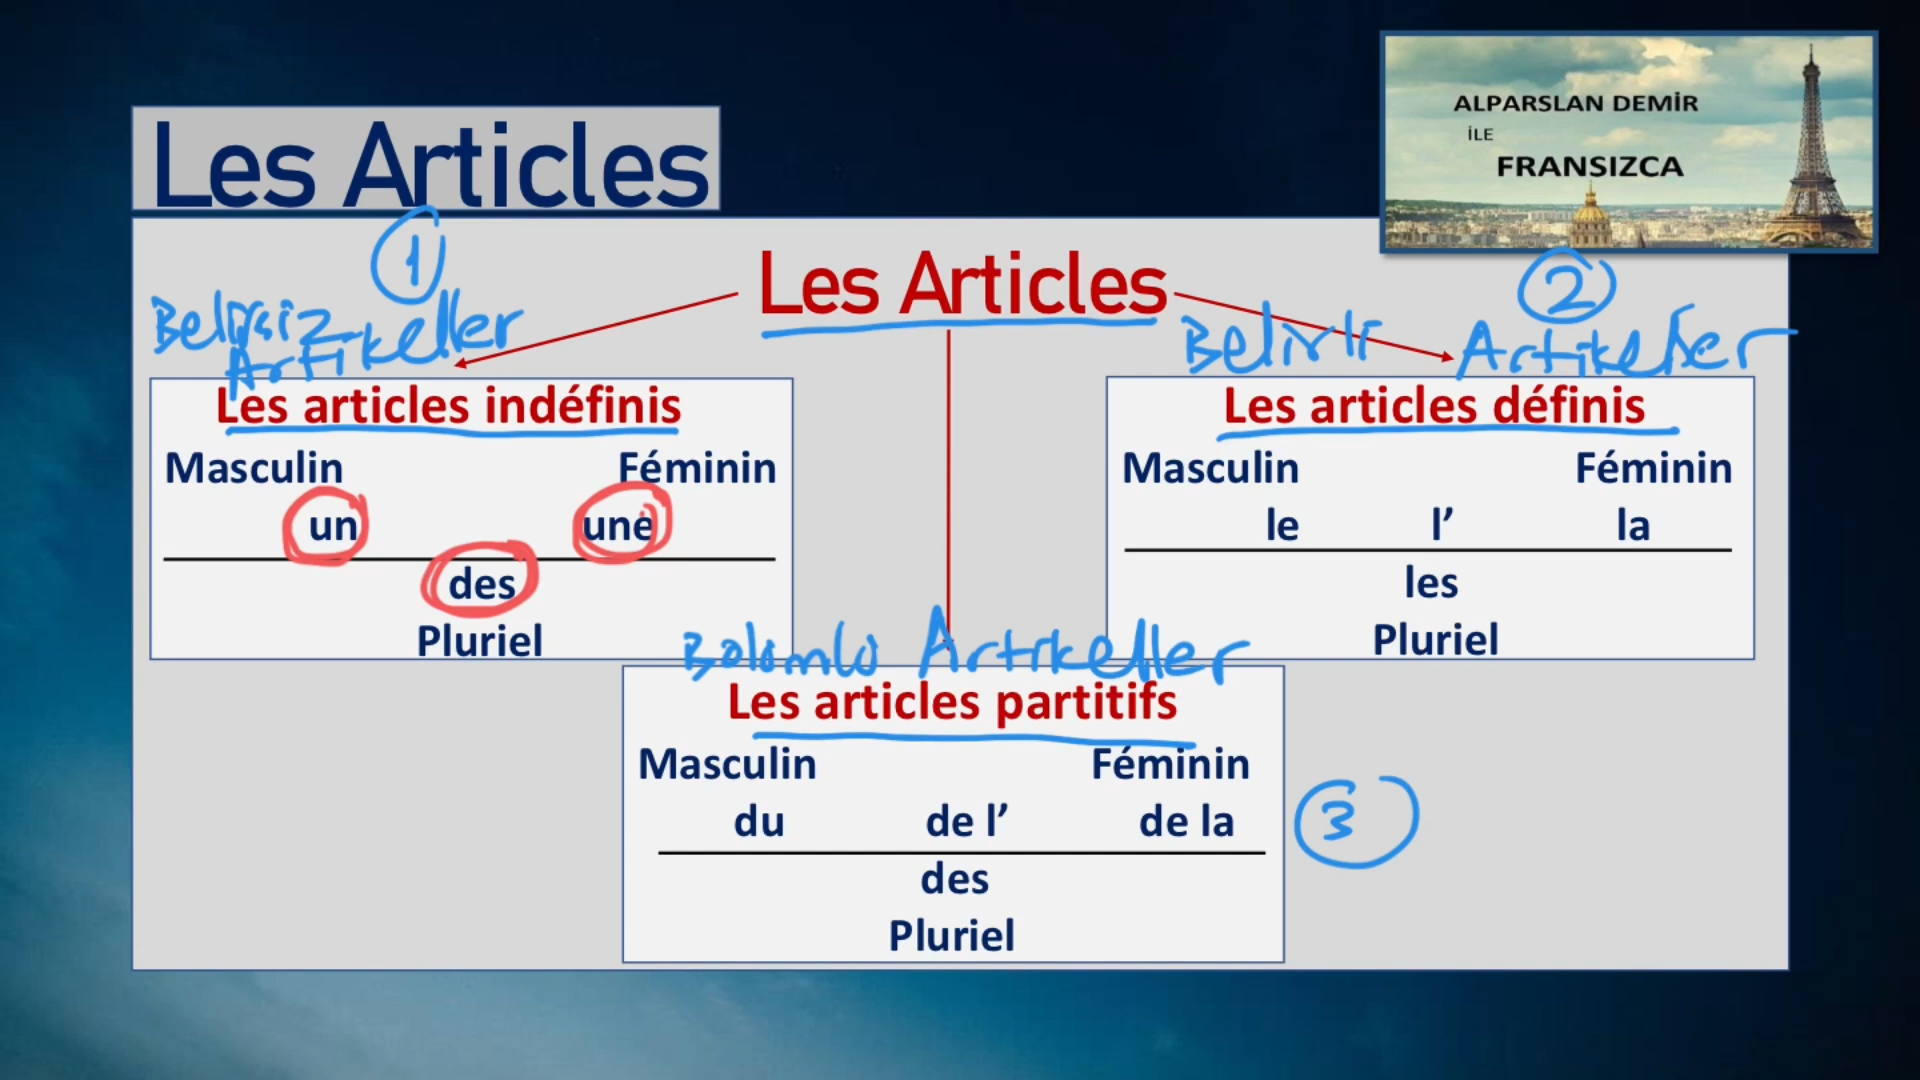 Les Articles
ALPARSLAN DEMİR
İLE
FRANSIZCA
Les Articles
1
Belirsiz
Artikeller
2
Belirli Artikeller
Les articles indéfinis
Masculin Féminin
un une
des
Pluriel
Les articles définis
Masculin Féminin
le l’ la
les
Pluriel
Bölümlü Artikeller
Les articles partitifs
Masculin Féminin
du de l’ de la
des
Pluriel
3